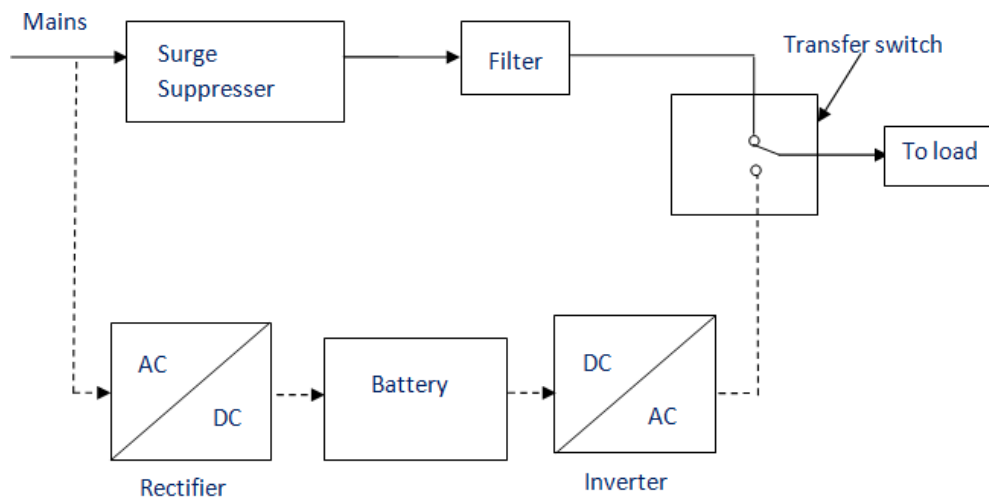 Mains
Surge
Suppresser
Filter
Transfer switch
To load
AC
DC
Rectifier
Battery
DC
AC
Inverter